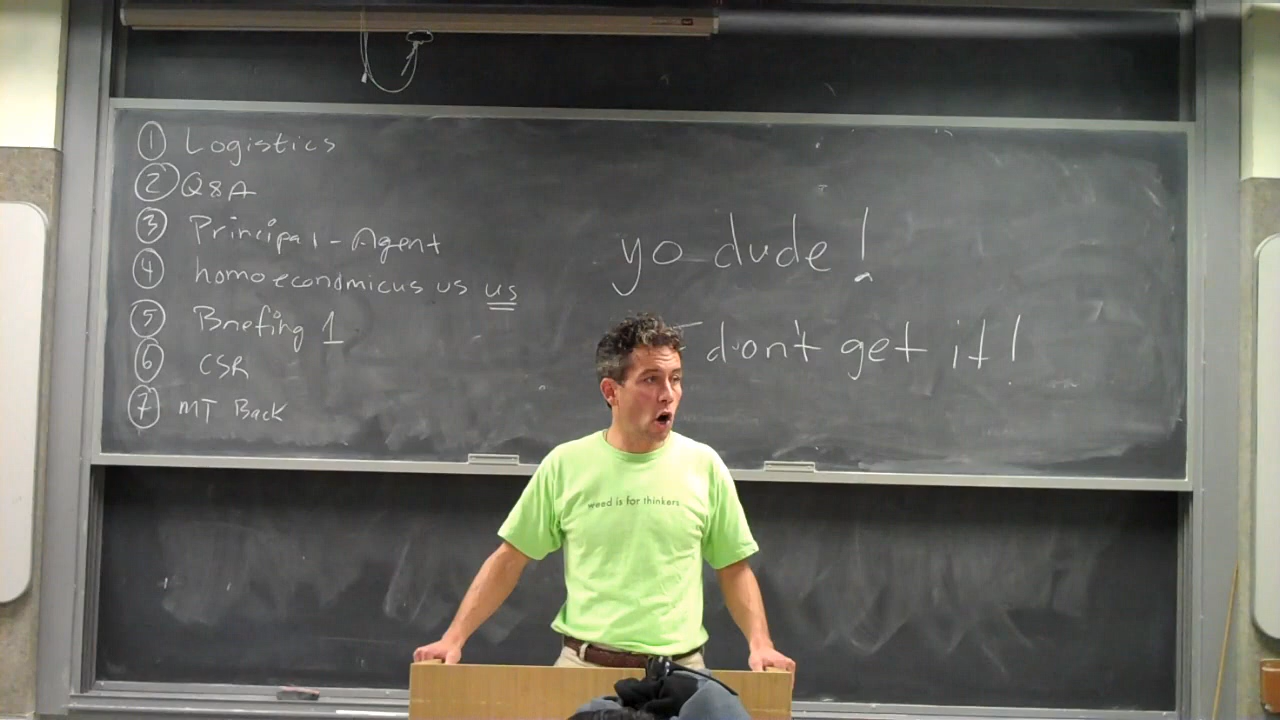 ① Logistics
② Q&A
③ Principal-Agent
④ homo economicus us us
⑤ Briefing 1
⑥ CSR
⑦ MT Back
yo dude!
I don't get it!
weed is for thinkers